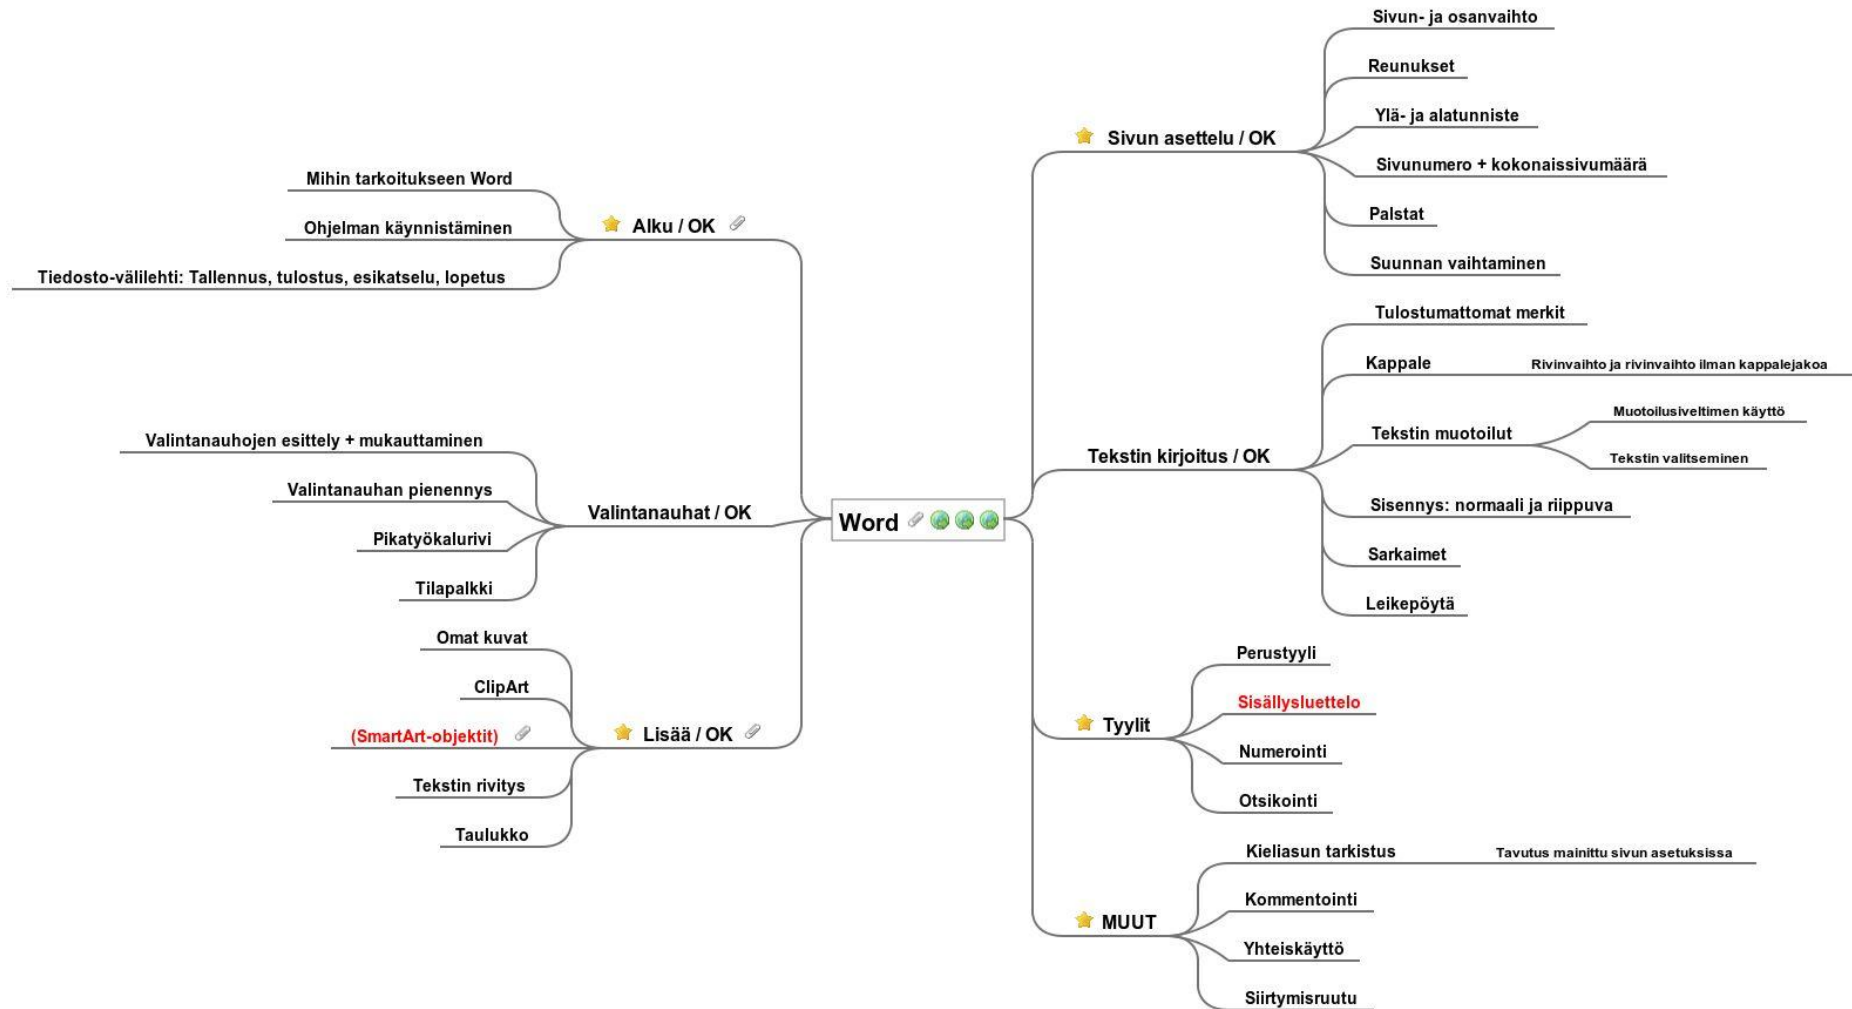 Word
Alku / OK
Mihin tarkoitukseen Word
Ohjelman käynnistäminen
Tiedosto-välilehti: Tallennus, tulostus, esikatselu, lopetus
Valintanauhat / OK
Valintanauhojen esittely + mukauttaminen
Valintanauhan pienennys
Pikatyökalurivi
Tilapalkki
Lisää / OK
Omat kuvat
ClipArt
(SmartArt-objektit)
Tekstin rivitys
Taulukko
Sivun asettelu / OK
Sivun- ja osanvaihto
Reunukset
Ylä- ja alatunniste
Sivunumero + kokonaissivumäärä
Palstat
Suunnan vaihtaminen
Tekstin kirjoitus / OK
Tulostumattomat merkit
Kappale
Rivinvaihto ja rivinvaihto ilman kappalejakoa
Tekstin muotoilut
Muotoilusiveltimen käyttö
Tekstin valitseminen
Sisennys: normaali ja riippuva
Sarkaimet
Leikepöytä
Tyylit
Perustyyli
Sisällysluettelo
Numerointi
Otsikointi
MUUT
Kieliasun tarkistus
Tavutus mainittu sivun asetuksissa
Kommentointi
Yhteiskäyttö
Siirtymisruutu